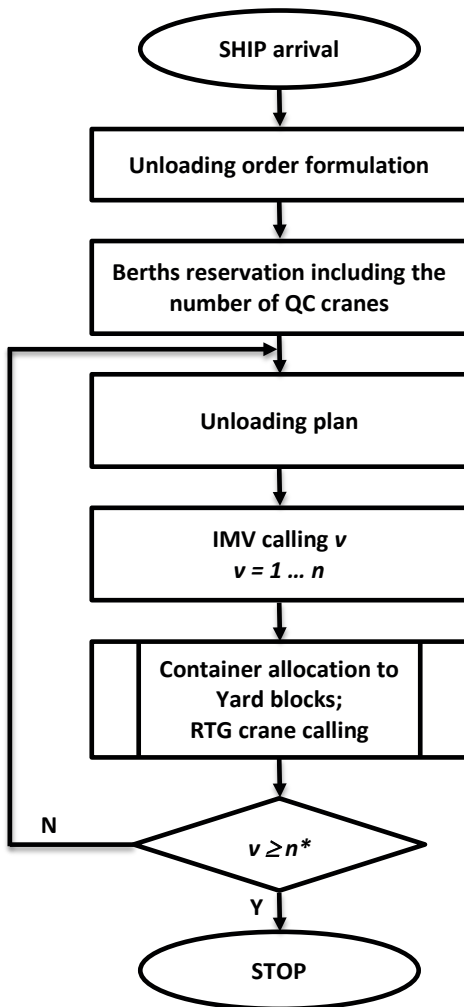 SHIP arrival
Unloading order formulation
Berths reservation including the
number of QC cranes
Unloading plan
IMV calling v
v = 1 ... n
Container allocation to
Yard blocks;
RTG crane calling
N
v ≥ n*
Y
STOP